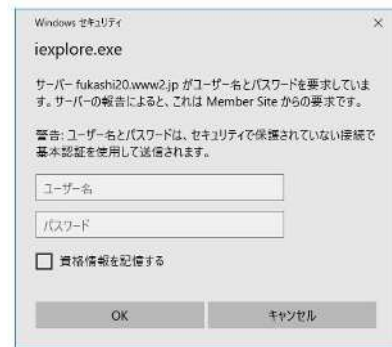 Windows セキュリティ
iexplore.exe
サーバー fukashi20.www2.jp がユーザー名とパスワードを要求していま
す。サーバーの報告によると、これは Member Site からの要求です。
警告: ユーザー名とパスワードは、セキュリティで保護されていない接続で
基本認証を使用して送信されます。
ユーザー名
パスワード
資格情報を記憶する
OK キャンセル